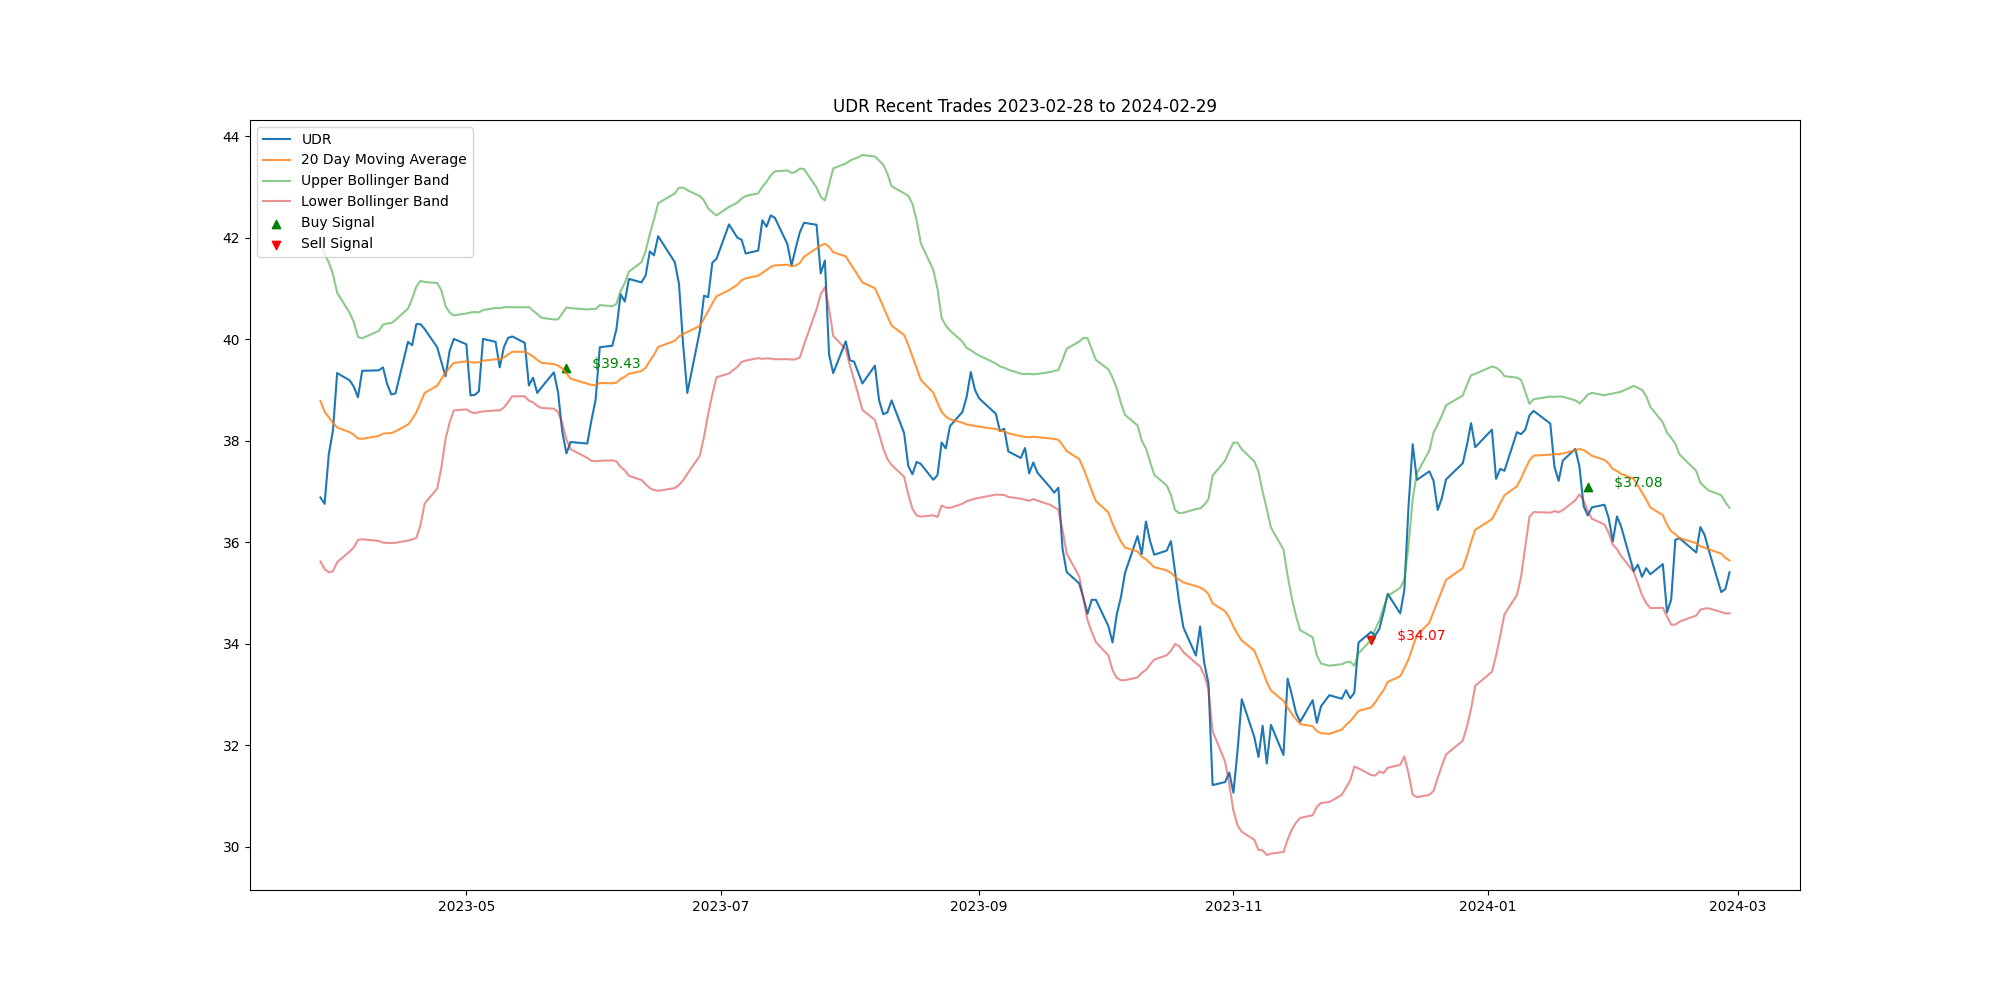 UDR Recent Trades 2023-02-28 to 2024-02-29
44
42
40
38
36
34
32
30
UDR
20 Day Moving Average
Upper Bollinger Band
Lower Bollinger Band
Buy Signal
Sell Signal
$39.43
$37.08
$34.07
2023-05
2023-07
2023-09
2023-11
2024-01
2024-03